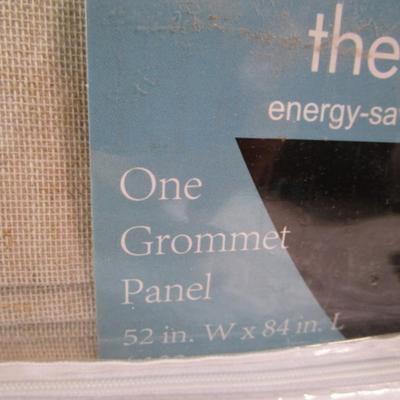 the
energy-sa
One
Grommet
Panel
52 in. W x 84 in. L